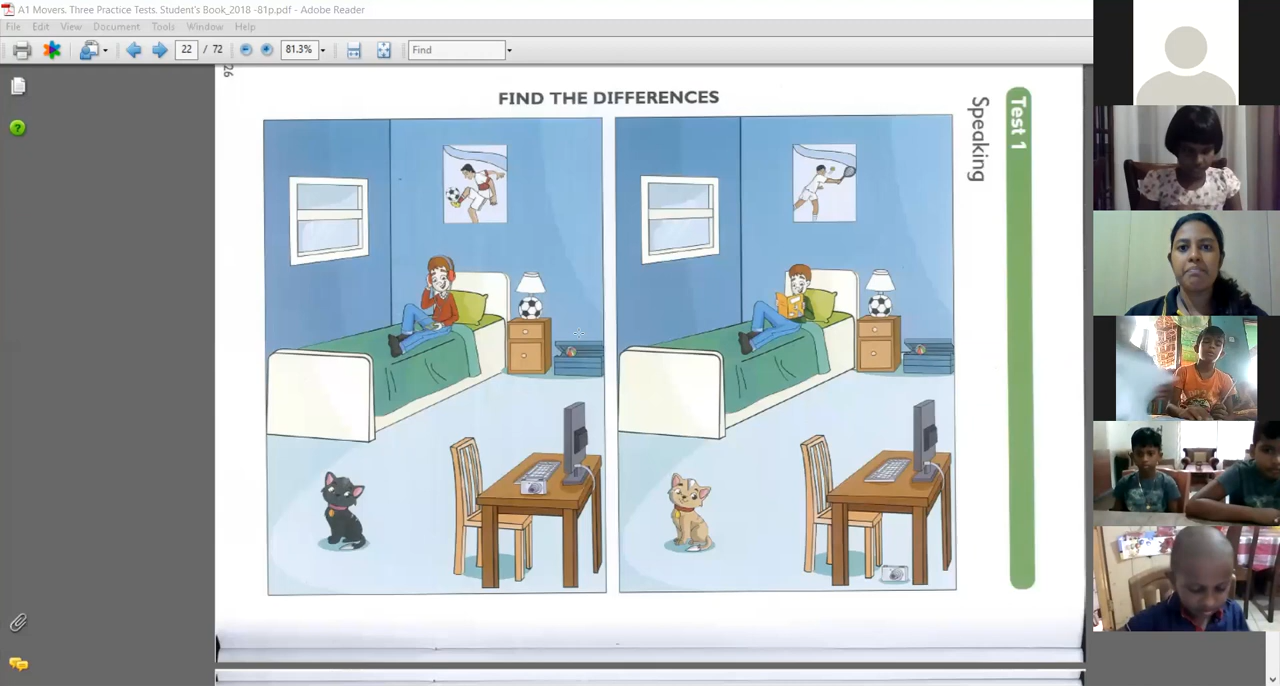 A1 Movers. Three Practice Tests. Student's Book_2018 -81p.pdf - Adobe Reader
File Edit View Document Tools Window Help
22 / 72 81.3% Find
26
FIND THE DIFFERENCES
Test 1
Speaking